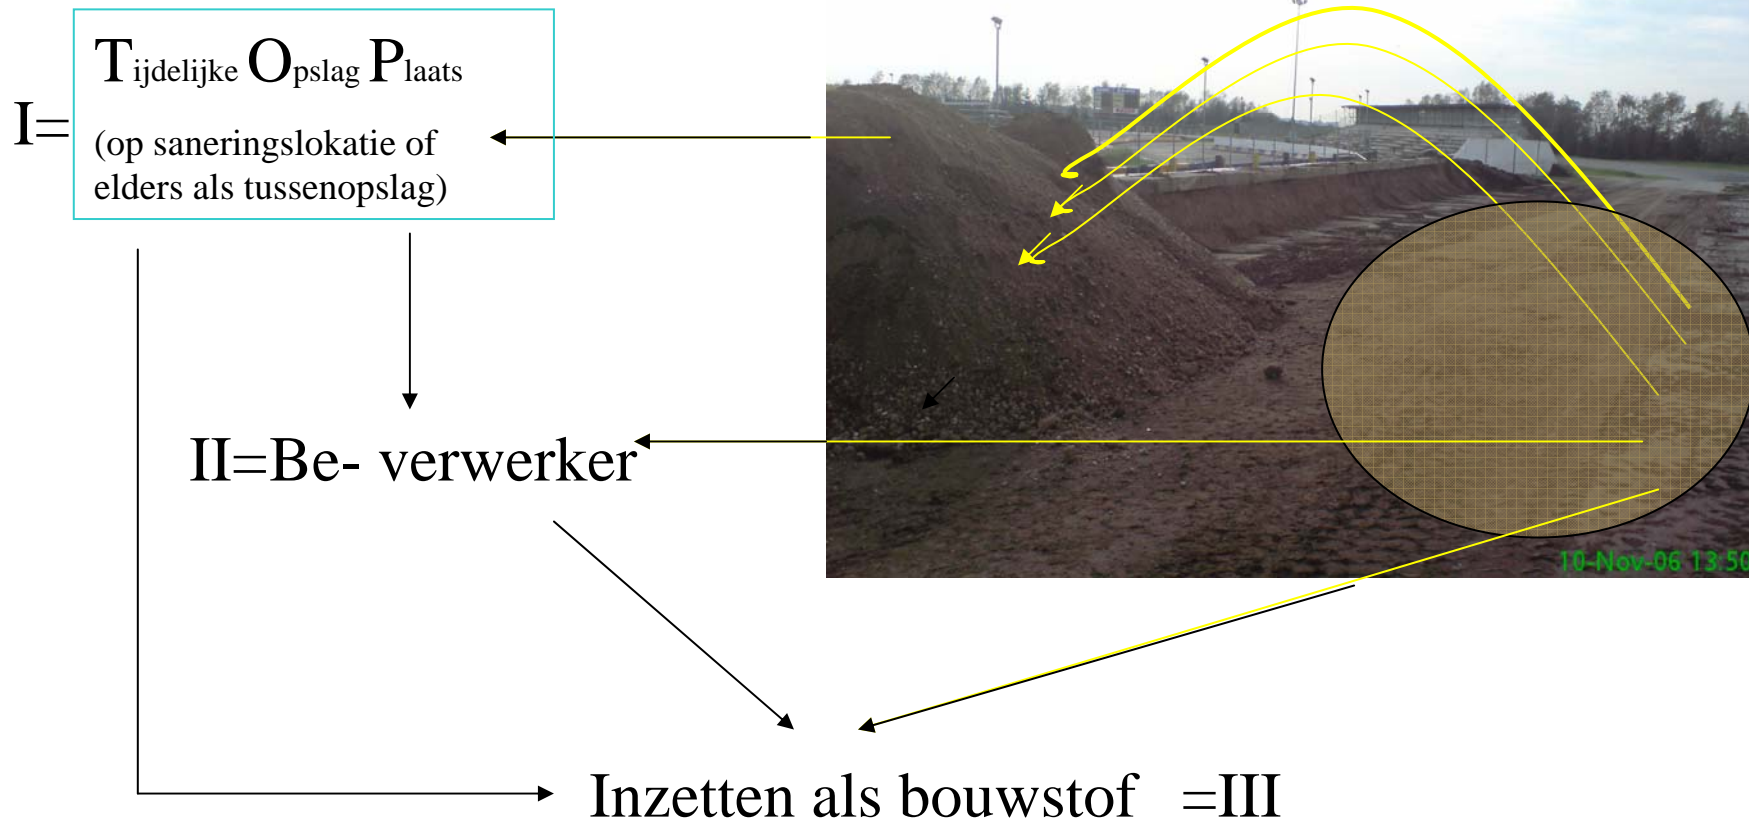 Tijdelijke Opslag Plaats
I=
(op saneringslokatie of
elders als tussenopslag)
II=Be- verwerker
10-Nov-06 13:50
Inzetten als bouwstof =III